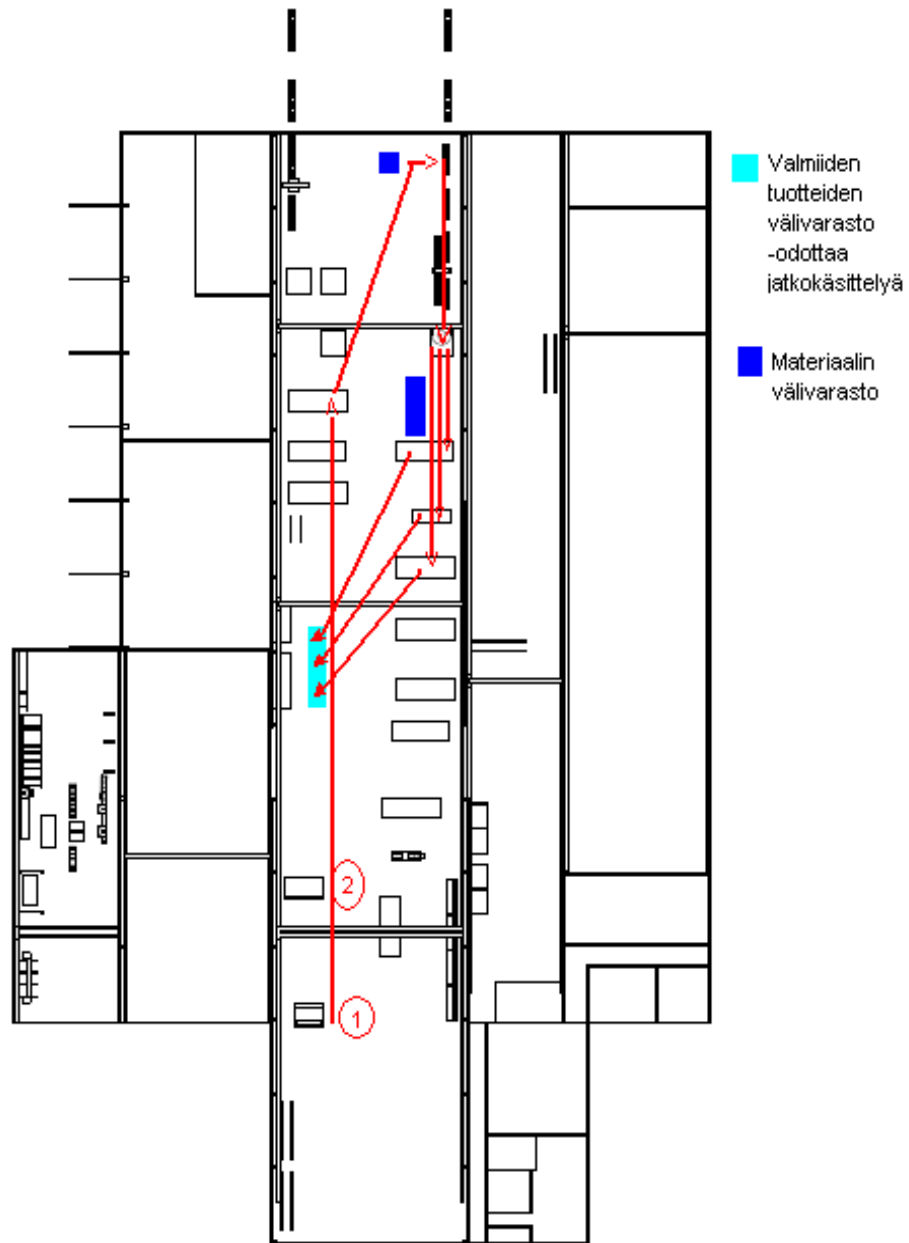 Valmiiden
tuotteiden
välivarasto
-odottaa
jatkokäsittelyä
Materiaalin
välivarasto
2
1